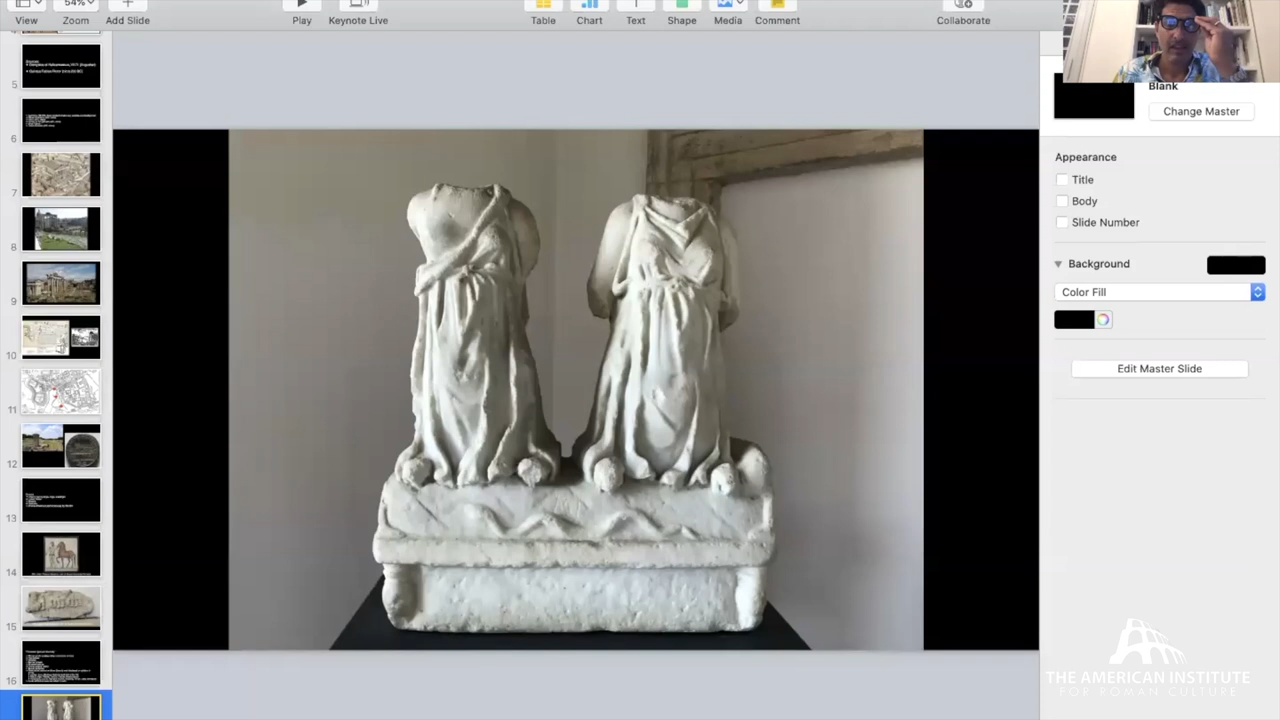 54%
View
Zoom
Add Slide
Play
Keynote Live
Table
Chart
Text
Shape
Media
Comment
Collaborate
Blank
Change Master
Appearance
Title
Body
Slide Number
Background
Color Fill
Edit Master Slide
5
6
7
8
9
10
11
12
13
14
15
16
THE AMERICAN INSTITUTE
FOR ROMAN CULTURE